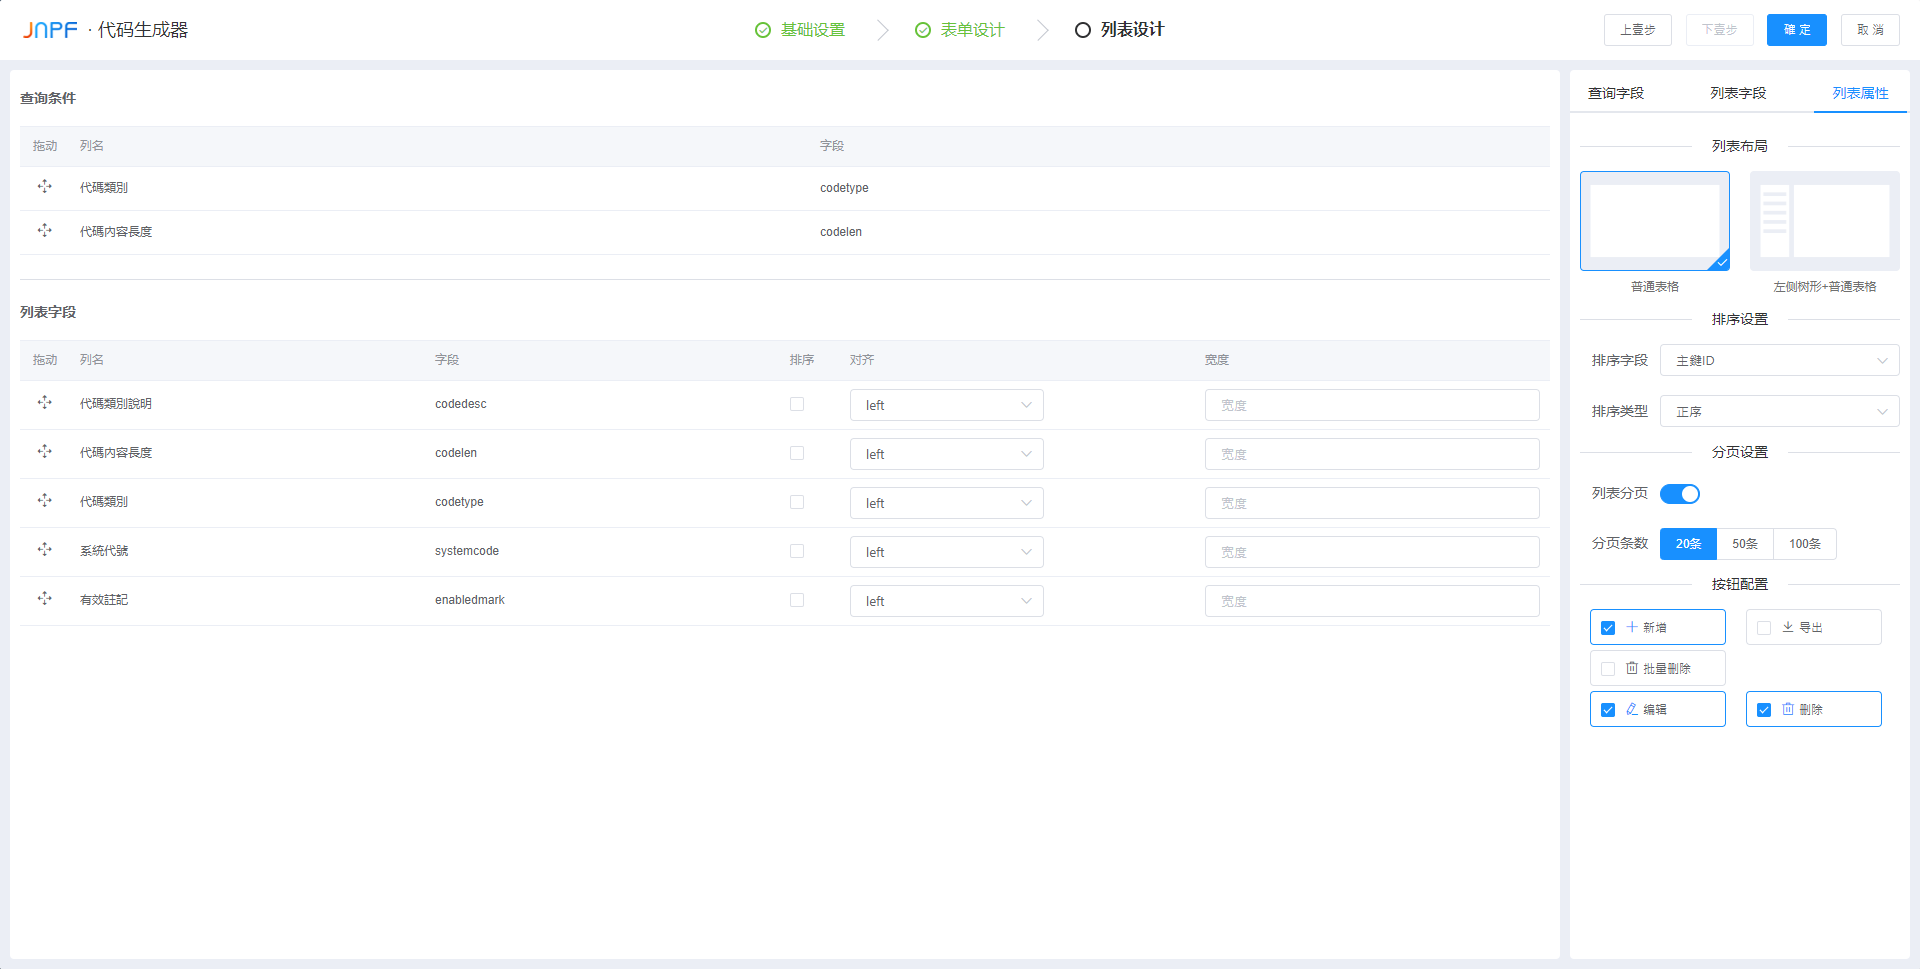 JNPF · 代码生成器
基础设置
表单设计
列表设计
上壹步
下壹步
確 定
取 消
查询条件
拖动 列名 字段
代碼類別 codetype
代碼內容長度 codelen
列表字段
拖动 列名 字段 排序 对齐 宽度
代碼類別說明 codedesc left 宽度
代碼內容長度 codelen left 宽度
代碼類別 codetype left 宽度
系統代號 systemcode left 宽度
有效註記 enabledmark left 宽度
查询字段 列表字段 列表属性
列表布局
普通表格 左侧树形+普通表格
排序设置
排序字段 主鍵ID
排序类型 正序
分页设置
列表分页
分页条数 20条 50条 100条
按钮配置
新增 导出
批量删除
编辑 删除